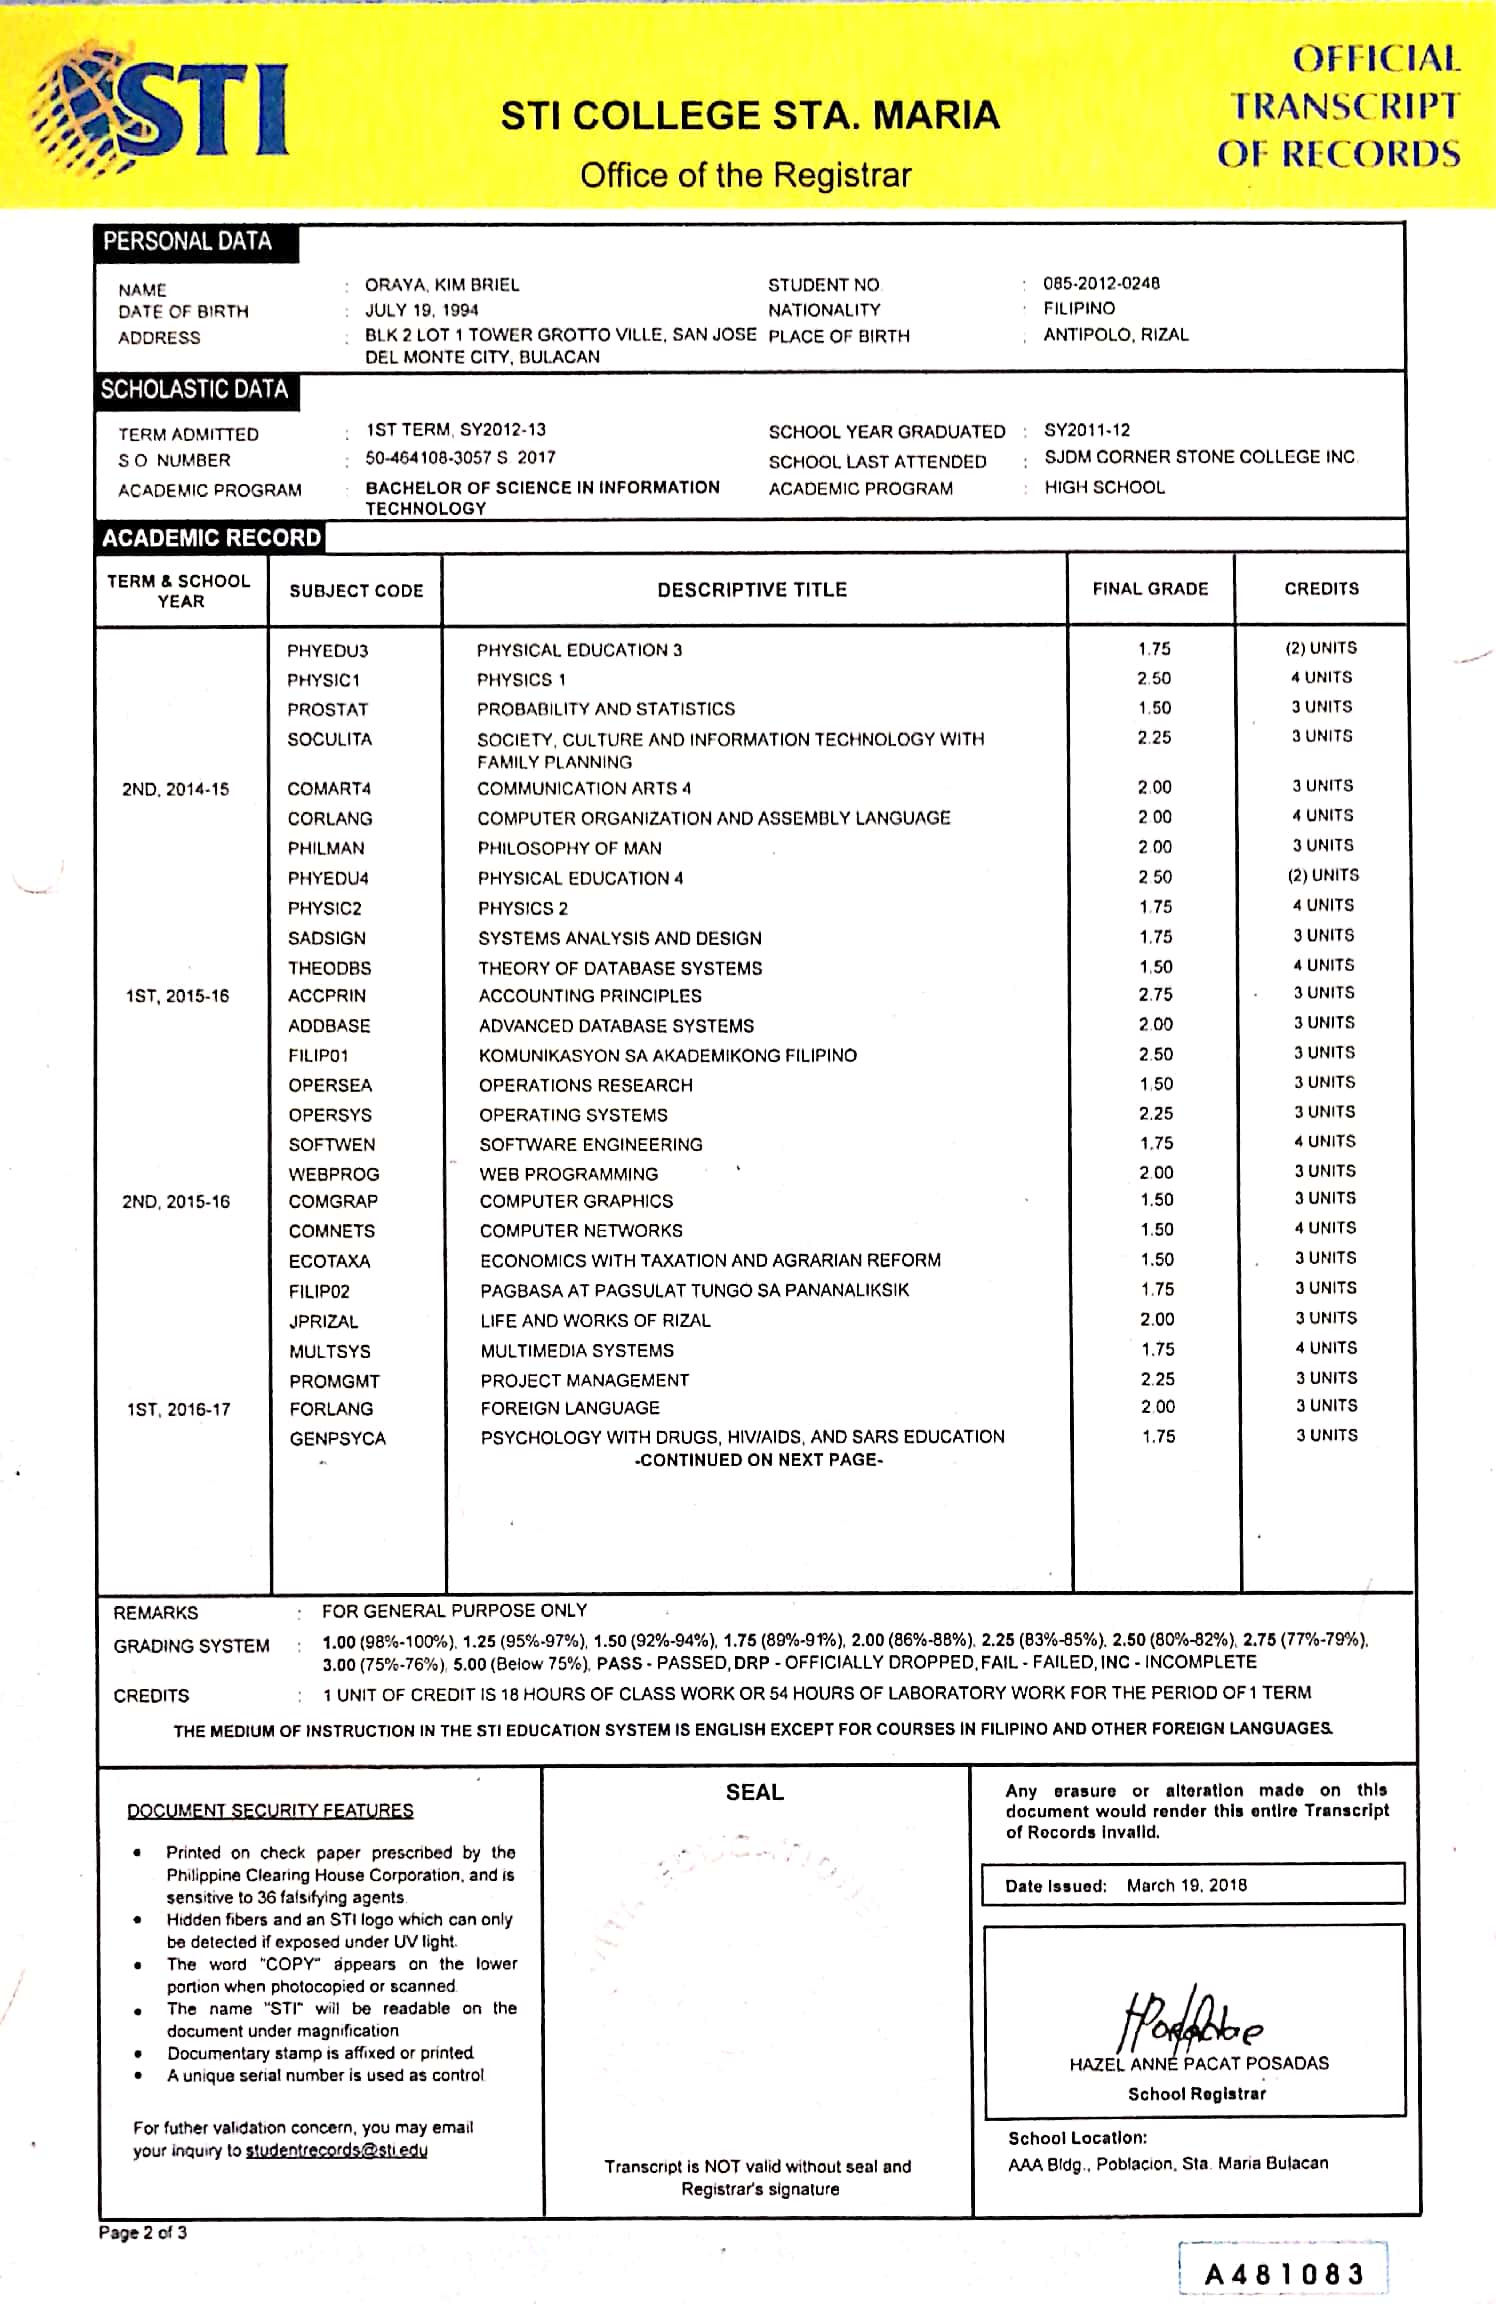 STI
STI COLLEGE STA. MARIA
Office of the Registrar
OFFICIAL
TRANSCRIPT
OF RECORDS
PERSONAL DATA
NAME : ORAYA, KIM BRIEL STUDENT NO : 085-2012-0248
DATE OF BIRTH : JULY 19, 1994 NATIONALITY : FILIPINO
ADDRESS : BLK 2 LOT 1 TOWER GROTTO VILLE, SAN JOSE PLACE OF BIRTH : ANTIPOLO, RIZAL
DEL MONTE CITY, BULACAN
SCHOLASTIC DATA
TERM ADMITTED : 1ST TERM, SY2012-13 SCHOOL YEAR GRADUATED : SY2011-12
S O NUMBER : 50-464108-3057 S. 2017 SCHOOL LAST ATTENDED : SJDM CORNER STONE COLLEGE INC.
ACADEMIC PROGRAM : BACHELOR OF SCIENCE IN INFORMATION ACADEMIC PROGRAM : HIGH SCHOOL
TECHNOLOGY
ACADEMIC RECORD
TERM & SCHOOL
YEAR SUBJECT CODE DESCRIPTIVE TITLE FINAL GRADE CREDITS
PHYEDU3 PHYSICAL EDUCATION 3 1.75 (2) UNITS
PHYSIC1 PHYSICS 1 2.50 4 UNITS
PROSTAT PROBABILITY AND STATISTICS 1.50 3 UNITS
SOCULITA SOCIETY, CULTURE AND INFORMATION TECHNOLOGY WITH 2.25 3 UNITS
FAMILY PLANNING
2ND, 2014-15 COMART4 COMMUNICATION ARTS 4 2.00 3 UNITS
CORLANG COMPUTER ORGANIZATION AND ASSEMBLY LANGUAGE 2.00 4 UNITS
PHILMAN PHILOSOPHY OF MAN 2.00 3 UNITS
PHYEDU4 PHYSICAL EDUCATION 4 2.50 (2) UNITS
PHYSIC2 PHYSICS 2 1.75 4 UNITS
SADSIGN SYSTEMS ANALYSIS AND DESIGN 1.75 3 UNITS
THEODBS THEORY OF DATABASE SYSTEMS 1.50 4 UNITS
1ST, 2015-16 ACCPRIN ACCOUNTING PRINCIPLES 2.75 3 UNITS
ADDBASE ADVANCED DATABASE SYSTEMS 2.00 3 UNITS
FILIP01 KOMUNIKASYON SA AKADEMIKONG FILIPINO 2.50 3 UNITS
OPERSEA OPERATIONS RESEARCH 1.50 3 UNITS
OPERSYS OPERATING SYSTEMS 2.25 3 UNITS
SOFTWEN SOFTWARE ENGINEERING 1.75 4 UNITS
WEBPROG WEB PROGRAMMING 2.00 3 UNITS
2ND, 2015-16 COMGRAP COMPUTER GRAPHICS 1.50 3 UNITS
COMNETS COMPUTER NETWORKS 1.50 4 UNITS
ECOTAXA ECONOMICS WITH TAXATION AND AGRARIAN REFORM 1.50 3 UNITS
FILIP02 PAGBASA AT PAGSULAT TUNGO SA PANANALIKSIK 1.75 3 UNITS
JPRIZAL LIFE AND WORKS OF RIZAL 2.00 3 UNITS
MULTSYS MULTIMEDIA SYSTEMS 1.75 4 UNITS
PROMGMT PROJECT MANAGEMENT 2.25 3 UNITS
1ST, 2016-17 FORLANG FOREIGN LANGUAGE 2.00 3 UNITS
GENPSYCA PSYCHOLOGY WITH DRUGS, HIV/AIDS, AND SARS EDUCATION 1.75 3 UNITS
-CONTINUED ON NEXT PAGE-
REMARKS : FOR GENERAL PURPOSE ONLY
GRADING SYSTEM : 1.00 (98%-100%), 1.25 (95%-97%), 1.50 (92%-94%), 1.75 (89%-91%), 2.00 (86%-88%), 2.25 (83%-85%), 2.50 (80%-82%), 2.75 (77%-79%),
3.00 (75%-76%), 5.00 (Below 75%), PASS - PASSED, DRP - OFFICIALLY DROPPED, FAIL - FAILED, INC - INCOMPLETE
CREDITS : 1 UNIT OF CREDIT IS 18 HOURS OF CLASS WORK OR 54 HOURS OF LABORATORY WORK FOR THE PERIOD OF 1 TERM
THE MEDIUM OF INSTRUCTION IN THE STI EDUCATION SYSTEM IS ENGLISH EXCEPT FOR COURSES IN FILIPINO AND OTHER FOREIGN LANGUAGES.
DOCUMENT SECURITY FEATURES
• Printed on check paper prescribed by the
Philippine Clearing House Corporation, and is
sensitive to 36 falsifying agents.
• Hidden fibers and an STI logo which can only
be detected if exposed under UV light.
• The word "COPY" appears on the lower
portion when photocopied or scanned.
• The name "STI" will be readable on the
document under magnification
• Documentary stamp is affixed or printed
• A unique serial number is used as control
For futher validation concern, you may email
your inquiry to studentrecords@sti.edu
SEAL
Transcript is NOT valid without seal and
Registrar's signature
Any erasure or alteration made on this
document would render this entire Transcript
of Records invalid.
Date Issued: March 19, 2018
HAZEL ANNE PACAT POSADAS
School Registrar
School Location:
AAA Bldg., Poblacion, Sta. Maria Bulacan
Page 2 of 3
A481083